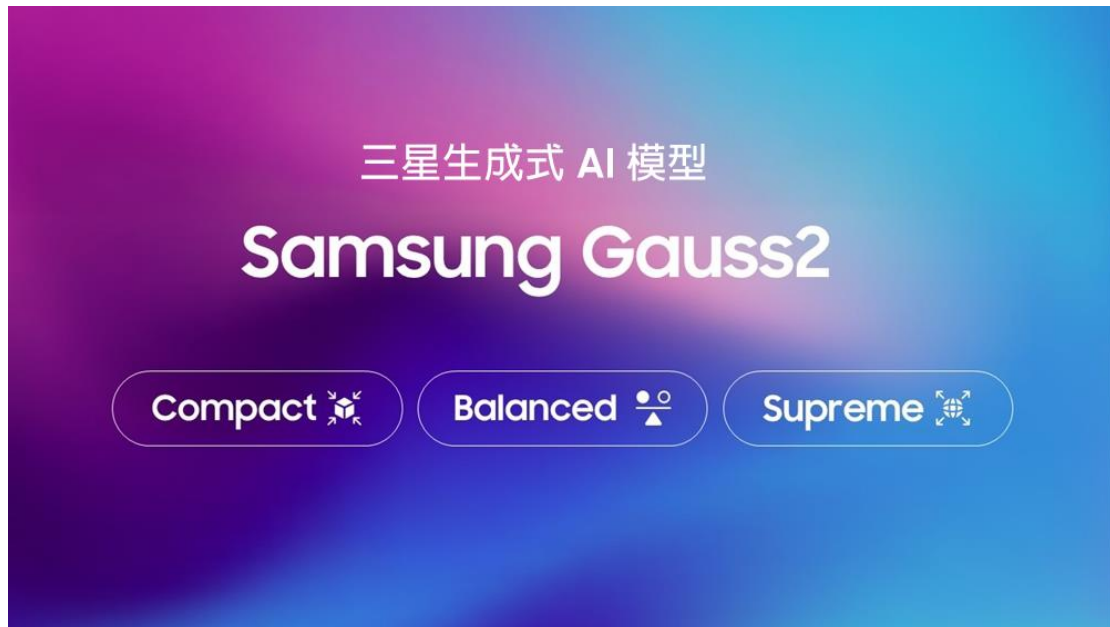 三星生成式 AI 模型
Samsung Gauss2
Compact Balanced Supreme